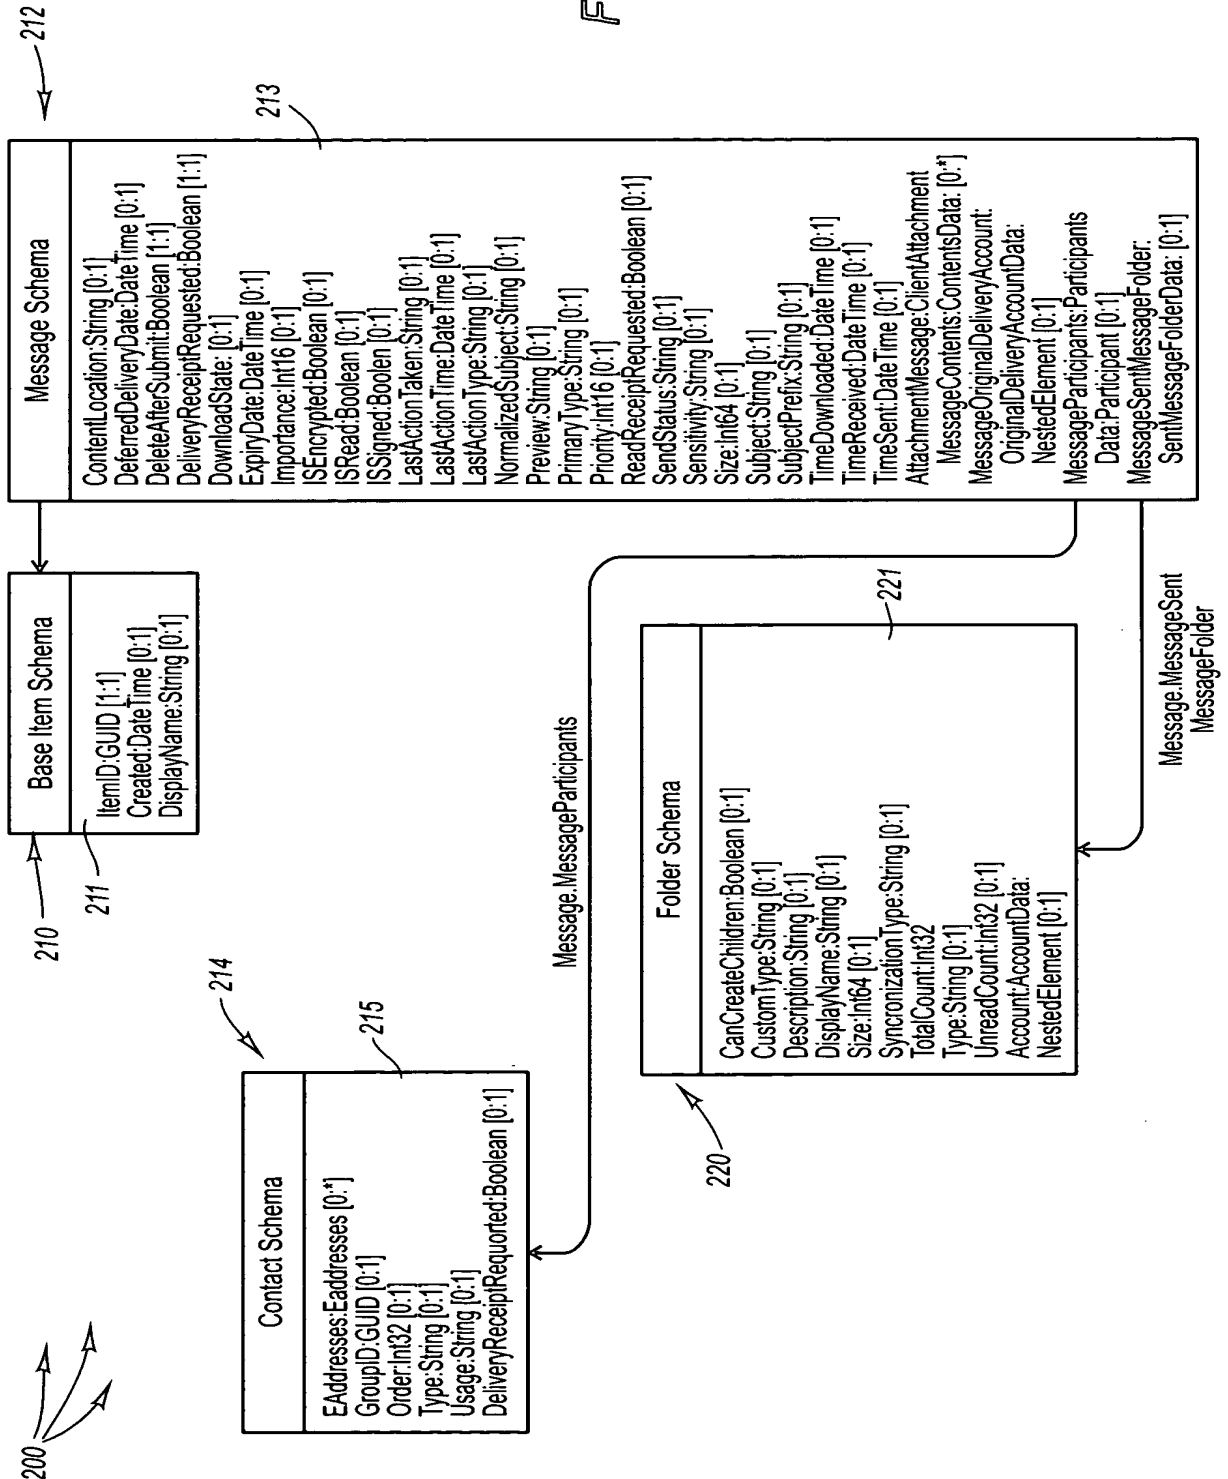 200
Contact Schema
EAddresses:Eaddresses [0:*]
GroupID:GUID [0:1]
Order:Int32 [0:1]
Type:String [0:1]
Usage:String [0:1]
DeliveryReceiptRequorted:Boolean [0:1]
214
215
210
211
Base Item Schema
ItemID:GUID [1:1]
Created:DateTime [0:1]
DisplayName:String [0:1]
Message.MessageParticipants
220
Folder Schema
CanCreateChildren:Boolean [0:1]
CustomType:String [0:1]
Description:String [0:1]
DisplayName:String [0:1]
Size:Int64 [0:1]
SyncronizationType:String [0:1]
TotalCount:Int32
Type:String [0:1]
UnreadCount:Int32 [0:1]
Account:AccountData:
NestedElement [0:1]
221
Message.MessageSent
MessageFolder
Message Schema
ContentLocation:String [0:1]
DeferredDeliveryDate:DateTime [0:1]
DeleteAfterSubmit:Boolean [1:1]
DeliveryReceiptRequested:Boolean [1:1]
DownloadState: [0:1]
ExpiryDate:DateTime [0:1]
Importance:Int16 [0:1]
ISEncrypted:Boolean [0:1]
ISRead:Boolean [0:1]
ISSigned:Boolen [0:1]
LastActionTaken:String [0:1]
LastActionTime:DateTime [0:1]
LastActionType:String [0:1]
NormalizedSubject:String [0:1]
Preview:String [0:1]
PrimaryType:String [0:1]
Priority:Int16 [0:1]
ReadReceiptRequested:Boolean [0:1]
SendStatus:String [0:1]
Sensitivity:String [0:1]
Size:Int64 [0:1]
Subject:String [0:1]
SubjectPrefix:String [0:1]
TimeDownloaded:DateTime [0:1]
TimeReceived:DateTime [0:1]
TimeSent:DateTime [0:1]
AttachmentMessage:ClientAttachment
MessageContents:ContentsData: [0:*]
MessageOriginalDeliveryAccount:
OriginalDeliveryAccountData:
NestedElement [0:1]
MessageParticipants:Participants
Data:Participant [0:1]
MessageSentMessageFolder:
SentMessageFolderData: [0:1]
213
212
F